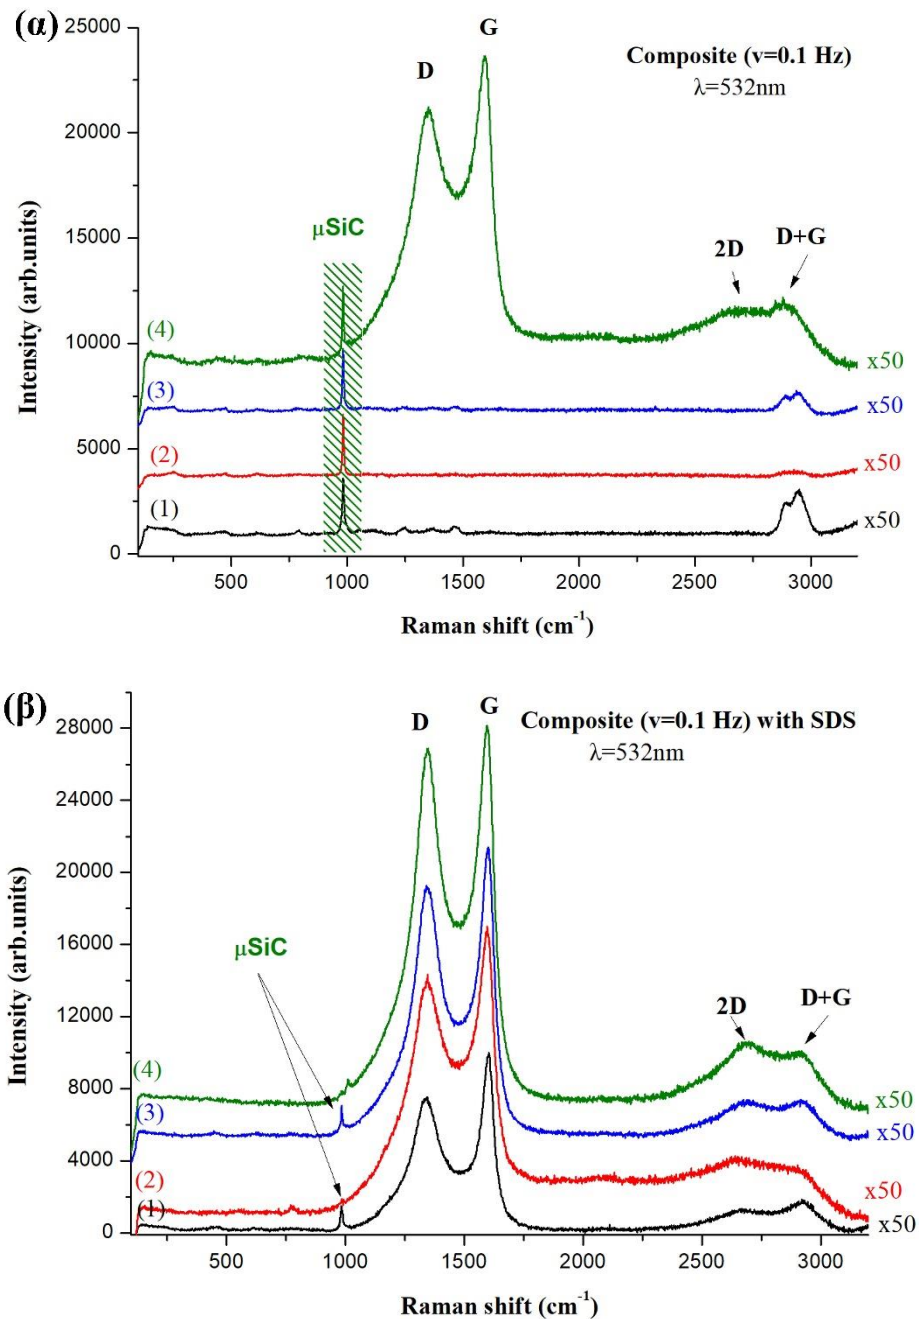 (α)
Composite (ν=0.1 Hz)
λ=532nm
D
G
μSiC
2D
D+G
(4)
(3)
(2)
(1)
x50
x50
x50
x50
25000
20000
15000
10000
5000
0
Intensity (arb.units)
500 1000 1500 2000 2500 3000
Raman shift (cm⁻¹)
(β)
Composite (ν=0.1 Hz) with SDS
λ=532nm
D
G
μSiC
2D
D+G
(4)
(3)
(2)
(1)
x50
x50
x50
x50
28000
24000
20000
16000
12000
8000
4000
0
Intensity (arb.units)
500 1000 1500 2000 2500 3000
Raman shift (cm⁻¹)